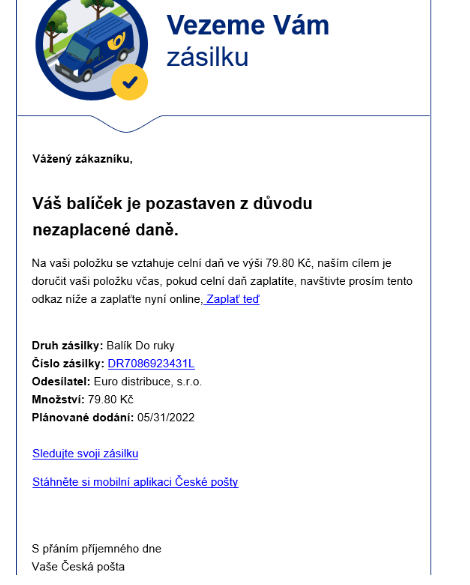 Vezeme Vám
zásilku
Vážený zákazníku,
Váš balíček je pozastaven z důvodu
nezaplacené daně.
Na vaši položku se vztahuje celní daň ve výši 79.80 Kč, naším cílem je
doručit vaši položku včas, pokud celní daň zaplatíte, navštivte prosím tento
odkaz níže a zaplaťte nyní online, Zaplať teď
Druh zásilky: Balík Do ruky
Číslo zásilky: DR7086923431L
Odesílatel: Euro distribuce, s.r.o.
Množství: 79.80 Kč
Plánované dodání: 05/31/2022
Sledujte svoji zásilku
Stáhněte si mobilní aplikaci České pošty
S přáním příjemného dne
Vaše Česká pošta